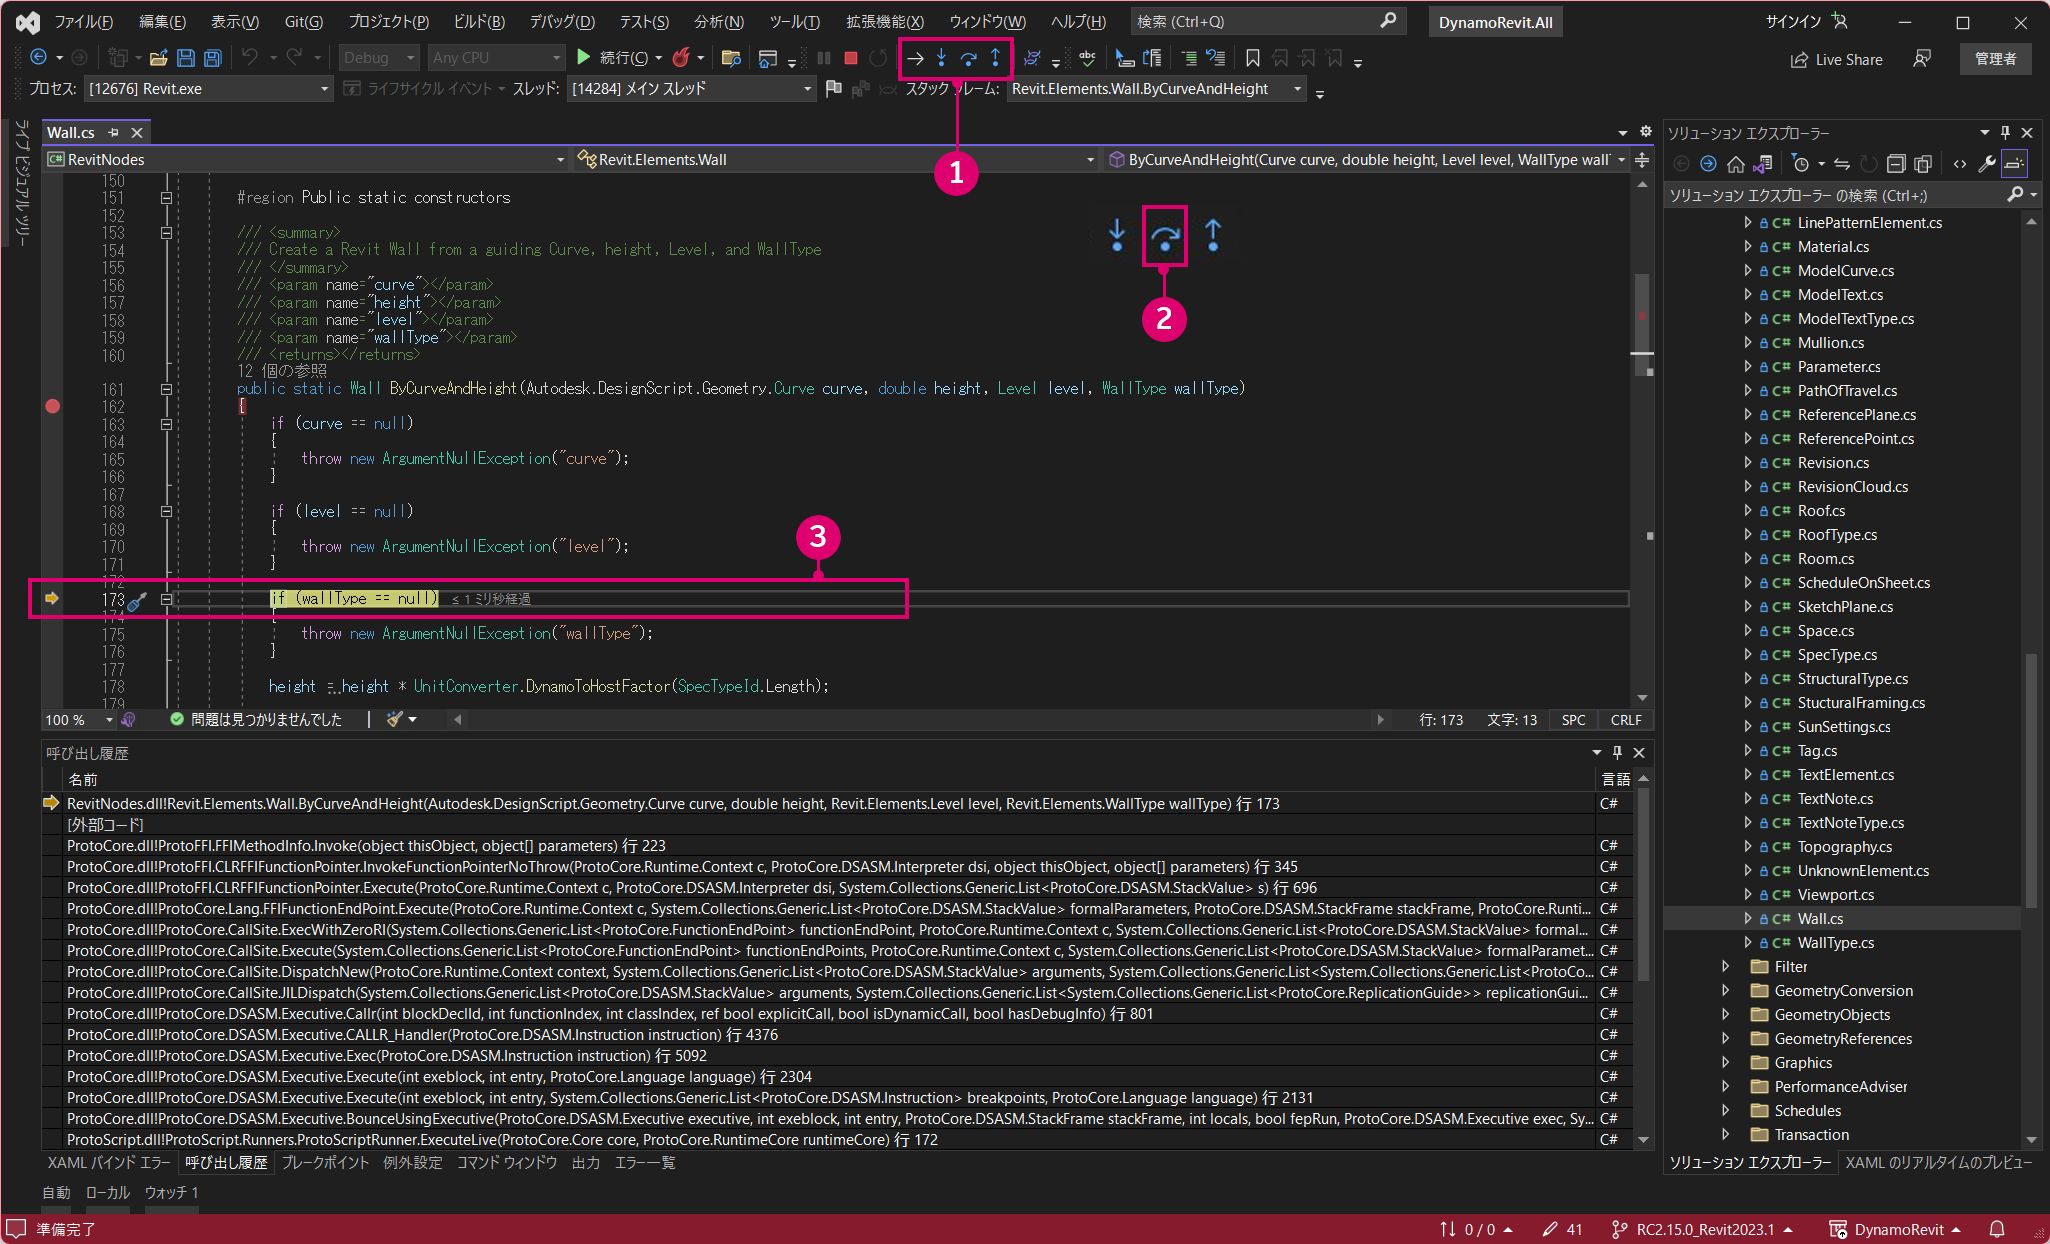 ファイル(F) 編集(E) 表示(V) Git(G) プロジェクト(P) ビルド(B) デバッグ(D) テスト(S) 分析(N) ツール(T) 拡張機能(X) ウィンドウ(W) ヘルプ(H) 検索 (Ctrl+Q) DynamoRevit.All サインイン
Debug Any CPU 続行(C) Live Share 管理者
プロセス: [12676] Revit.exe ライフサイクル イベント スレッド: [14284] メイン スレッド スタック フレーム: Revit.Elements.Wall.ByCurveAndHeight
ライブ ビジュアル ツリー
Wall.cs
RevitNodes Revit.Elements.Wall ByCurveAndHeight(Curve curve, double height, Level level, WallType wall
1
150
151 #region Public static constructors
152
153 /// <summary>
154 /// Create a Revit Wall from a guiding Curve, height, Level, and WallType
155 /// </summary>
156 /// <param name="curve"></param>
157 /// <param name="height"></param>
158 /// <param name="level"></param>
159 /// <param name="wallType"></param>
160 /// <returns></returns>
12 個の参照
161 public static Wall ByCurveAndHeight(Autodesk.DesignScript.Geometry.Curve curve, double height, Level level, WallType wallType)
162 {
163 if (curve == null)
164 {
165 throw new ArgumentNullException("curve");
166 }
167
168 if (level == null)
169 {
170 throw new ArgumentNullException("level");
171 }
172
173 if (wallType == null) ≤ 1 ミリ秒経過
174 {
175 throw new ArgumentNullException("wallType");
176 }
177
178 height = height * UnitConverter.DynamoToHostFactor(SpecTypeId.Length);
179
2
3
100 % 問題は見つかりませんでした 行: 173 文字: 13 SPC CRLF
呼び出し履歴
名前 言語
RevitNodes.dll!Revit.Elements.Wall.ByCurveAndHeight(Autodesk.DesignScript.Geometry.Curve curve, double height, Revit.Elements.Level level, Revit.Elements.WallType wallType) 行 173 C#
[外部コード]
ProtoCore.dll!ProtoFFI.FFIMethodInfo.Invoke(object thisObject, object[] parameters) 行 223 C#
ProtoCore.dll!ProtoFFI.CLRFFIFunctionPointer.InvokeFunctionPointerNoThrow(ProtoCore.Runtime.Context c, ProtoCore.DSASM.Interpreter dsi, object thisObject, object[] parameters) 行 345 C#
ProtoCore.dll!ProtoFFI.CLRFFIFunctionPointer.Execute(ProtoCore.Runtime.Context c, ProtoCore.DSASM.Interpreter dsi, System.Collections.Generic.List<ProtoCore.DSASM.StackValue> s) 行 696 C#
ProtoCore.dll!ProtoCore.Lang.FFIFunctionEndPoint.Execute(ProtoCore.Runtime.Context c, System.Collections.Generic.List<ProtoCore.DSASM.StackValue> formalParameters, ProtoCore.DSASM.StackFrame stackFrame, ProtoCore.Runti... C#
ProtoCore.dll!ProtoCore.CallSite.ExecWithZeroRI(System.Collections.Generic.List<ProtoCore.FunctionEndPoint> functionEndPoint, ProtoCore.Runtime.Context c, System.Collections.Generic.List<ProtoCore.DSASM.StackValue> formal... C#
ProtoCore.dll!ProtoCore.CallSite.Execute(System.Collections.Generic.List<ProtoCore.FunctionEndPoint> functionEndPoints, ProtoCore.Runtime.Context c, System.Collections.Generic.List<ProtoCore.DSASM.StackValue> formalParamet... C#
ProtoCore.dll!ProtoCore.CallSite.DispatchNew(ProtoCore.Runtime.Context context, System.Collections.Generic.List<ProtoCore.DSASM.StackValue> arguments, System.Collections.Generic.List<System.Collections.Generic.List<ProtoCo... C#
ProtoCore.dll!ProtoCore.CallSite.JILDispatch(System.Collections.Generic.List<ProtoCore.DSASM.StackValue> arguments, System.Collections.Generic.List<System.Collections.Generic.List<ProtoCore.ReplicationGuide>> replicationGui... C#
ProtoCore.dll!ProtoCore.DSASM.Executive.Callr(int blockDeclId, int functionIndex, int classIndex, ref bool explicitCall, bool isDynamicCall, bool hasDebugInfo) 行 801 C#
ProtoCore.dll!ProtoCore.DSASM.Executive.CALLR_Handler(ProtoCore.DSASM.Instruction instruction) 行 4376 C#
ProtoCore.dll!ProtoCore.DSASM.Executive.Exec(ProtoCore.DSASM.Instruction instruction) 行 5092 C#
ProtoCore.dll!ProtoCore.DSASM.Executive.Execute(int exeblock, int entry, ProtoCore.Language language) 行 2304 C#
ProtoCore.dll!ProtoCore.DSASM.Executive.Execute(int exeblock, int entry, System.Collections.Generic.List<ProtoCore.DSASM.Instruction> breakpoints, ProtoCore.Language language) 行 2131 C#
ProtoCore.dll!ProtoCore.DSASM.Executive.BounceUsingExecutive(ProtoCore.DSASM.Executive executive, int exeblock, int entry, ProtoCore.DSASM.StackFrame stackFrame, int locals, bool fepRun, ProtoCore.DSASM.Executive exec, Sy... C#
ProtoScript.dll!ProtoScript.Runners.ProtoScriptRunner.ExecuteLive(ProtoCore.Core core, ProtoCore.RuntimeCore runtimeCore) 行 172 C#
XAML バインド エラー 呼び出し履歴 ブレークポイント 例外設定 コマンド ウィンドウ 出力 エラー一覧
自動 ローカル ウォッチ 1
ソリューション エクスプローラー
ソリューション エクスプローラー の検索 (Ctrl+;)
C# LinePatternElement.cs
C# Material.cs
C# ModelCurve.cs
C# ModelText.cs
C# ModelTextType.cs
C# Mullion.cs
C# Parameter.cs
C# PathOfTravel.cs
C# ReferencePlane.cs
C# ReferencePoint.cs
C# Revision.cs
C# RevisionCloud.cs
C# Roof.cs
C# RoofType.cs
C# Room.cs
C# ScheduleOnSheet.cs
C# SketchPlane.cs
C# Space.cs
C# SpecType.cs
C# StructuralType.cs
C# StucturalFraming.cs
C# SunSettings.cs
C# Tag.cs
C# TextElement.cs
C# TextNote.cs
C# TextNoteType.cs
C# Topography.cs
C# UnknownElement.cs
C# Viewport.cs
C# Wall.cs
C# WallType.cs
Filter
GeometryConversion
GeometryObjects
GeometryReferences
Graphics
PerformanceAdviser
Schedules
Transaction
ソリューション エクスプローラー XAML のリアルタイムのプレビュー
準備完了 0 / 0 41 RC2.15.0_Revit2023.1 DynamoRevit